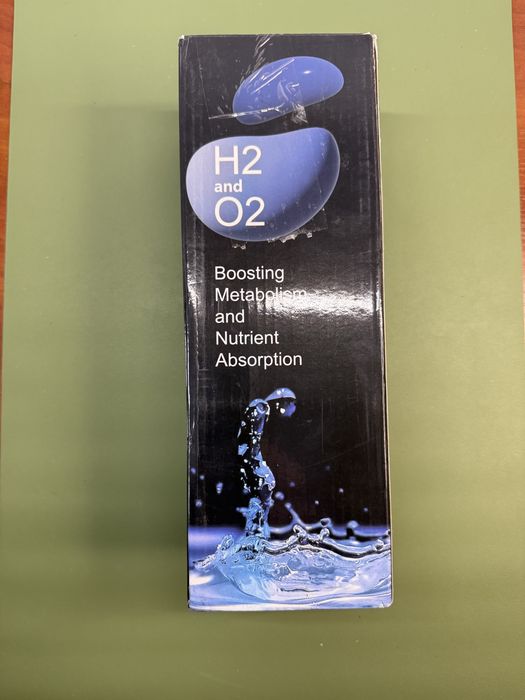 H2
and
O2
Boosting
Metabolism
and
Nutrient
Absorption